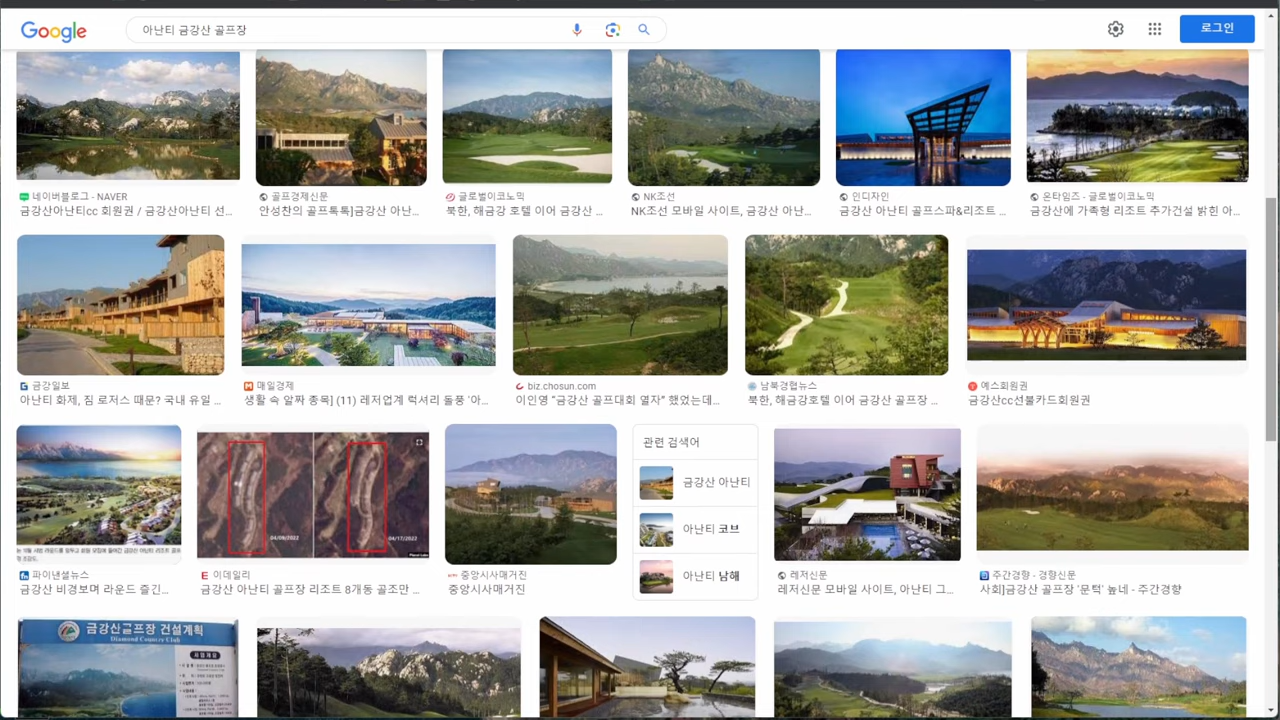 Google
아난티 금강산 골프장
로그인
네이버블로그 - NAVER
금강산아난티cc 회원권 / 금강산아난티 선...
골프경제신문
안성찬의 골프톡톡]금강산 아난...
글로벌이코노믹
북한, 해금강 호텔 이어 금강산 ...
NK조선
NK조선 모바일 사이트, 금강산 아난...
인디자인
금강산 아난티 골프스파&리조트 ...
온타임즈 - 글로벌이코노믹
금강산에 가족형 리조트 추가건설 밝힌 아...
금강일보
아난티 화제, 짐 로저스 때문? 국내 유일 ...
매일경제
생활 속 알짜 종목] (11) 레저업계 럭셔리 돌풍 '아...
biz.chosun.com
이인영 "금강산 골프대회 열자" 했었는데...
남북경협뉴스
북한, 해금강호텔 이어 금강산 골프장 ...
예스회원권
금강산cc선불카드회원권
04/09/2022
04/17/2022
Planet Labs
관련 검색어
금강산 아난티
아난티 코브
아난티 남해
파이낸셜뉴스
금강산 비경보며 라운드 즐긴...
이데일리
금강산 아난티 골프장 리조트 8개장 골조만 ...
중앙시사매거진
중앙시사매거진
레저신문
레저신문 모바일 사이트, 아난티 그...
주간경향 - 경향신문
사회]금강산 골프장 '문턱' 높네 - 주간경향
금강산골프장 건설계획
Diamond Country Club
사업개요